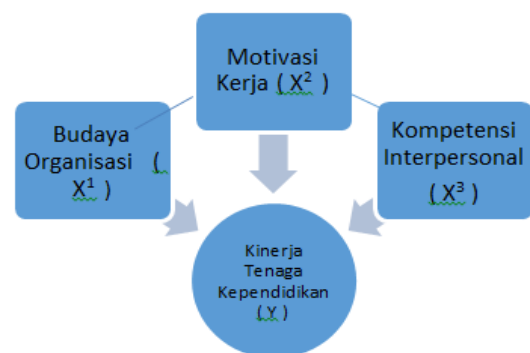 Motivasi
Kerja ( X² )
Budaya
Organisasi (
X¹ )
Kompetensi
Interpersonal
( X³ )
Kinerja
Tenaga
Kependidikan
( Y )